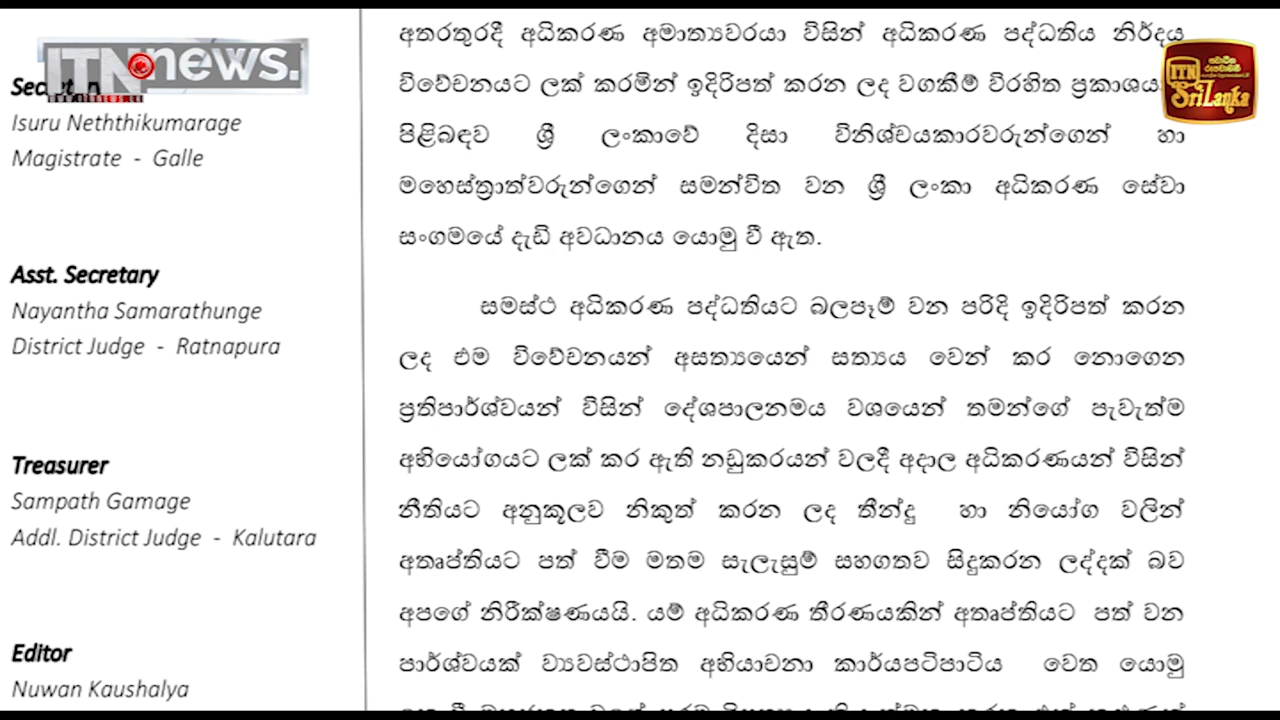 ITN news.
WWW.ITNNEWS.LK
ITN
Sri Lanka
Secretary
Isuru Neththikumarage
Magistrate - Galle
Asst. Secretary
Nayantha Samarathunge
District Judge - Ratnapura
Treasurer
Sampath Gamage
Addl. District Judge - Kalutara
Editor
Nuwan Kaushalya
අතරතුරදී අධිකරණ අමාත්‍යවරයා විසින් අධිකරණ පද්ධතිය නිර්දය
විවේචනයට ලක් කරමින් ඉදිරිපත් කරන ලද වගකීම් විරහිත ප්‍රකාශය
පිළිබඳව ශ්‍රී ලංකාවේ දිසා විනිශ්චයකාරවරුන්ගෙන් හා
මහෙස්ත්‍රාත්වරුන්ගෙන් සමන්විත වන ශ්‍රී ලංකා අධිකරණ සේවා
සංගමයේ දැඩි අවධානය යොමු වී ඇත.
සමස්ථ අධිකරණ පද්ධතියට බලපෑම් වන පරිදි ඉදිරිපත් කරන
ලද එම විවේචනයන් අසත්‍යයෙන් සත්‍යය වෙන් කර නොගෙන
ප්‍රතිපාර්ශ්වයන් විසින් දේශපාලනමය වශයෙන් තමන්ගේ පැවැත්ම
අභියෝගයට ලක් කර ඇති නඩුකරයන් වලදී අදාල අධිකරණයන් විසින්
නීතියට අනුකූලව නිකුත් කරන ලද තීන්දු හා නියෝග වලින්
අතෘප්තියට පත් වීම මතම සැලැසුම් සහගතව සිදුකරන ලද්දක් බව
අපගේ නිරීක්ෂණයයි. යම් අධිකරණ තීරණයකින් අතෘප්තියට පත් වන
පාර්ශ්වයක් ව්‍යවස්ථාපිත අභියාචනා කාර්යපටිපාටිය වෙත යොමු